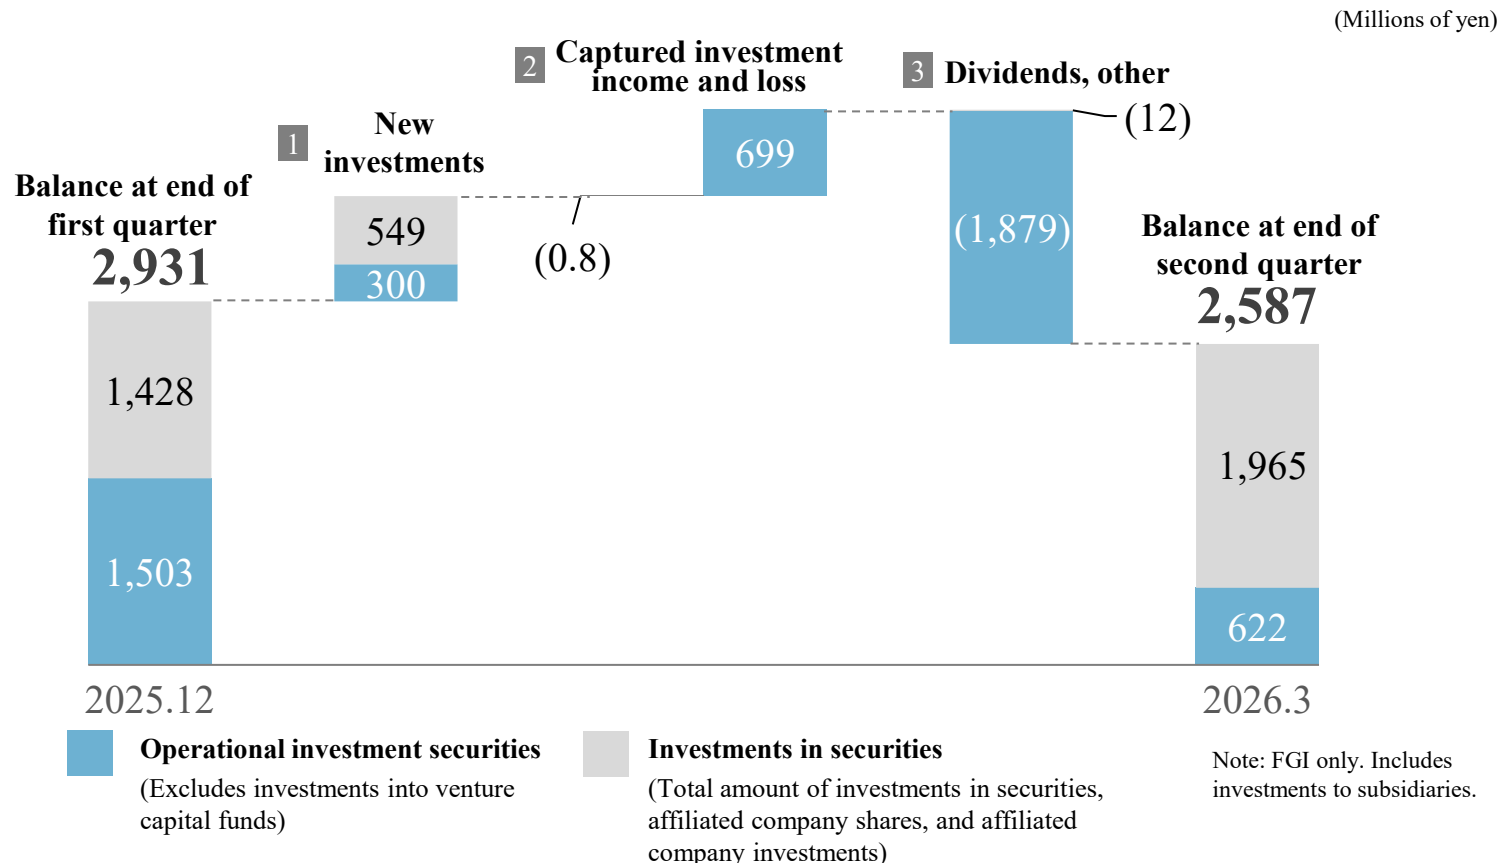 (Millions of yen)
2 Captured investment
income and loss
3 Dividends, other
(12)
1 New
investments
699
Balance at end of
first quarter
2,931
549
300
(0.8)
(1,879)
Balance at end of
second quarter
2,587
1,428
1,503
1,965
622
2025.12
2026.3
Operational investment securities
(Excludes investments into venture
capital funds)
Investments in securities
(Total amount of investments in securities,
affiliated company shares, and affiliated
company investments)
Note: FGI only. Includes
investments to subsidiaries.